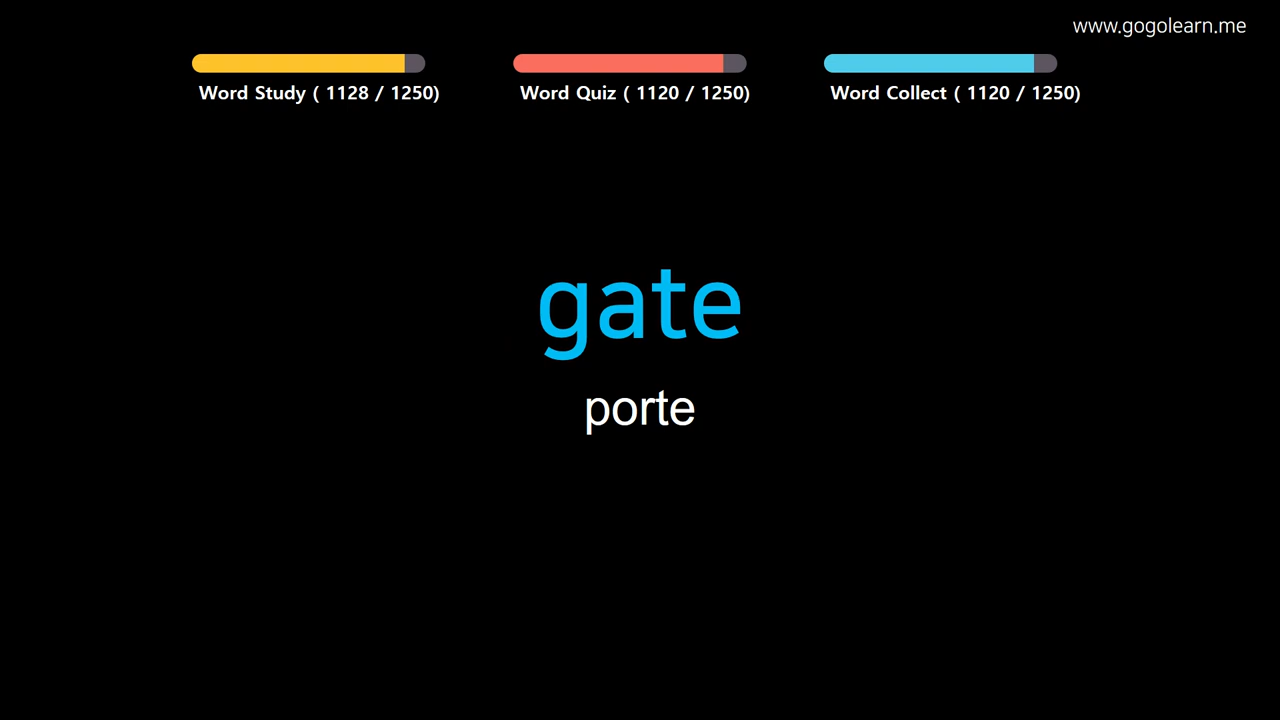 www.gogolearn.me
Word Study ( 1128 / 1250)
Word Quiz ( 1120 / 1250)
Word Collect ( 1120 / 1250)
gate
porte